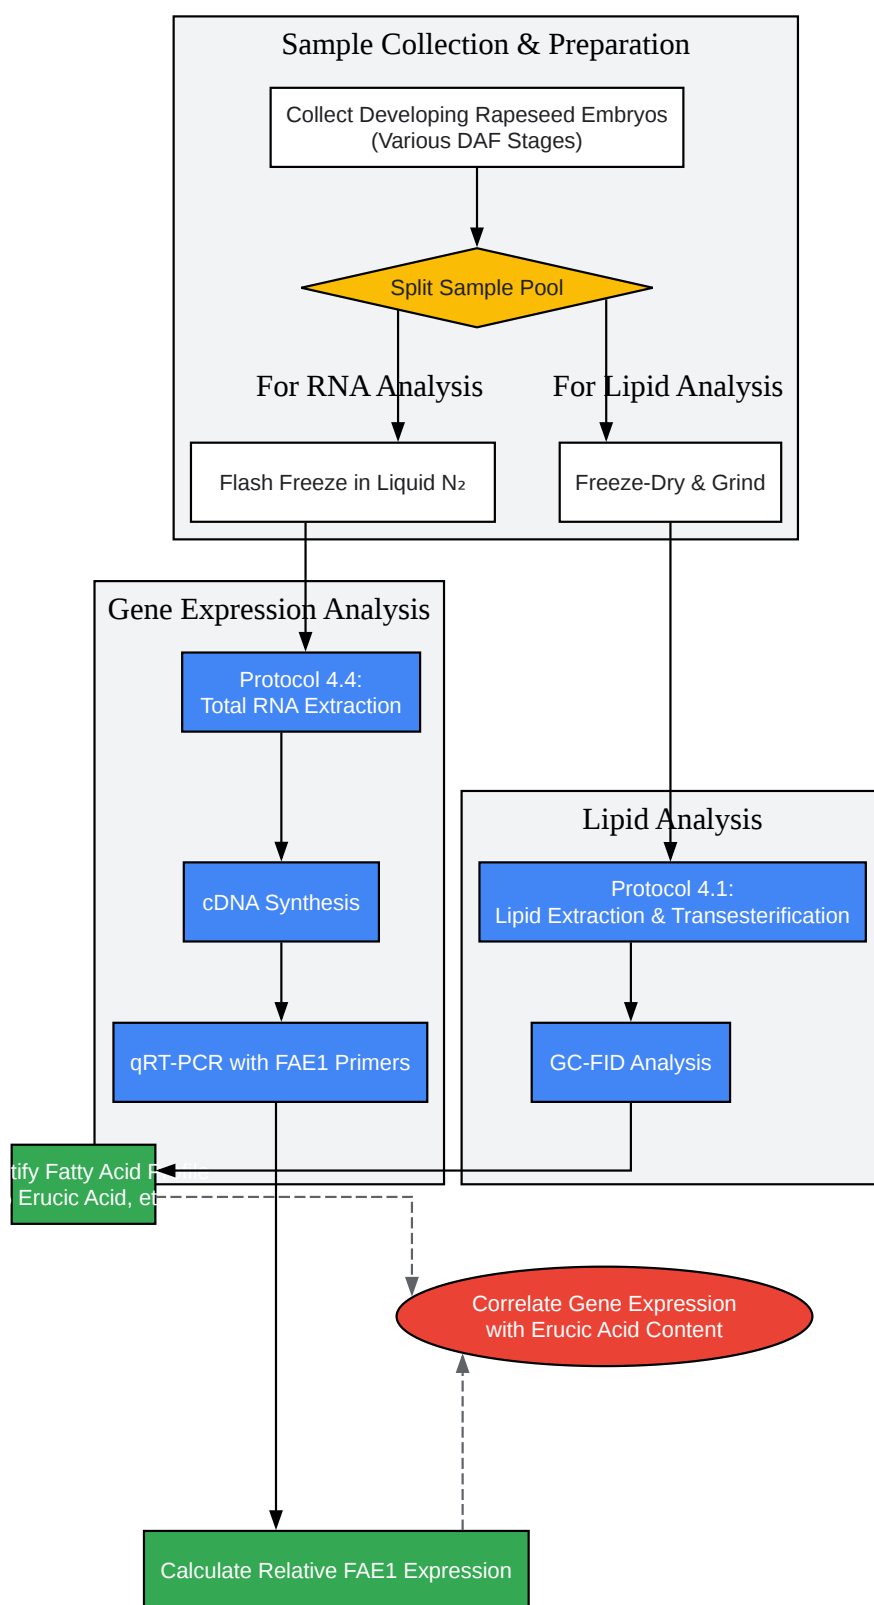 Sample Collection & Preparation
Collect Developing Rapeseed Embryos
(Various DAF Stages)
Split Sample Pool
For RNA Analysis
For Lipid Analysis
Flash Freeze in Liquid N₂
Freeze-Dry & Grind
Gene Expression Analysis
Protocol 4.4:
Total RNA Extraction
Lipid Analysis
cDNA Synthesis
Protocol 4.1:
Lipid Extraction & Transesterification
qRT-PCR with FAE1 Primers
GC-FID Analysis
Fatty Acid
Erucic Acid,
Correlate Gene Expression
with Erucic Acid Content
Calculate Relative FAE1 Expression